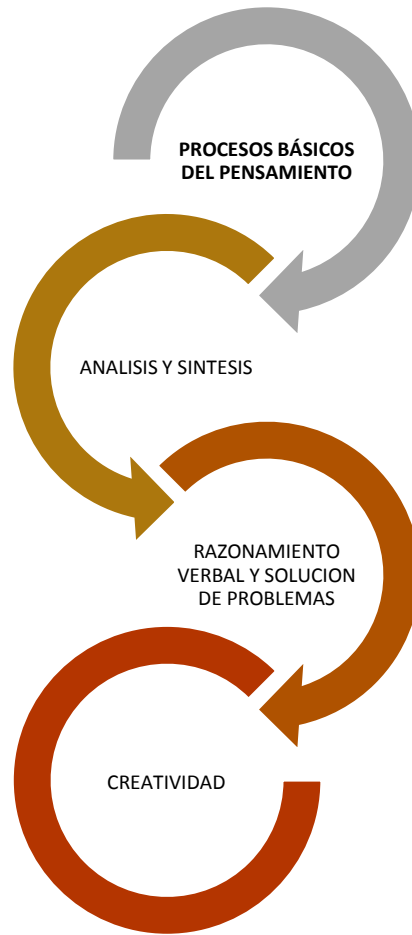 PROCESOS BÁSICOS
DEL PENSAMIENTO
ANALISIS Y SINTESIS
RAZONAMIENTO
VERBAL Y SOLUCION
DE PROBLEMAS
CREATIVIDAD